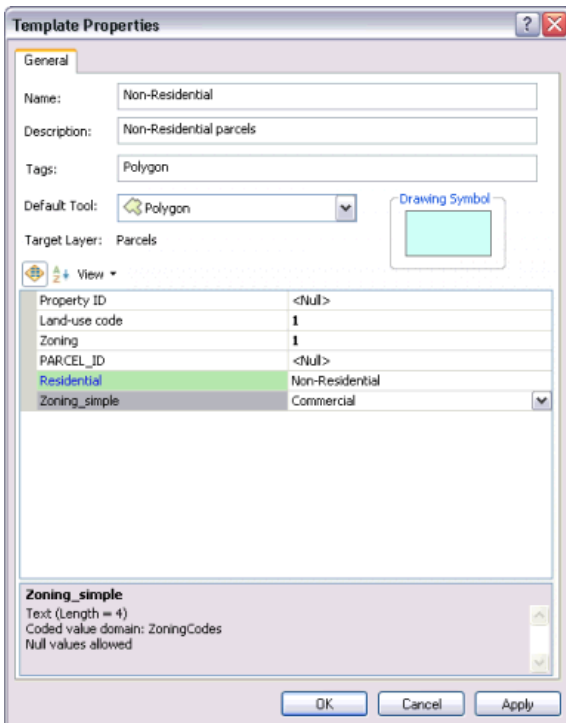 Template Properties
General
Name: Non-Residential
Description: Non-Residential parcels
Tags: Polygon
Default Tool: Polygon
Drawing Symbol
Target Layer: Parcels
View
Property ID <Null>
Land-use code 1
Zoning 1
PARCEL_ID <Null>
Residential Non-Residential
Zoning_simple Commercial
Zoning_simple
Text (Length = 4)
Coded value domain: ZoningCodes
Null values allowed
OK Cancel Apply